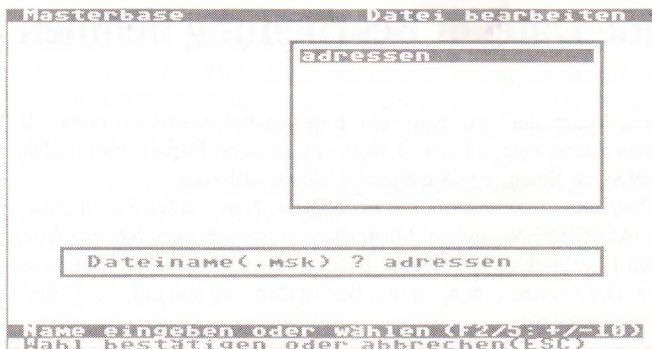 Masterbase Datei bearbeiten
adressen
Dateiname(.msk) ? adressen
Name eingeben oder wählen (F2/5:+/-10)
Wahl bestätigen oder abbrechen(ESC)